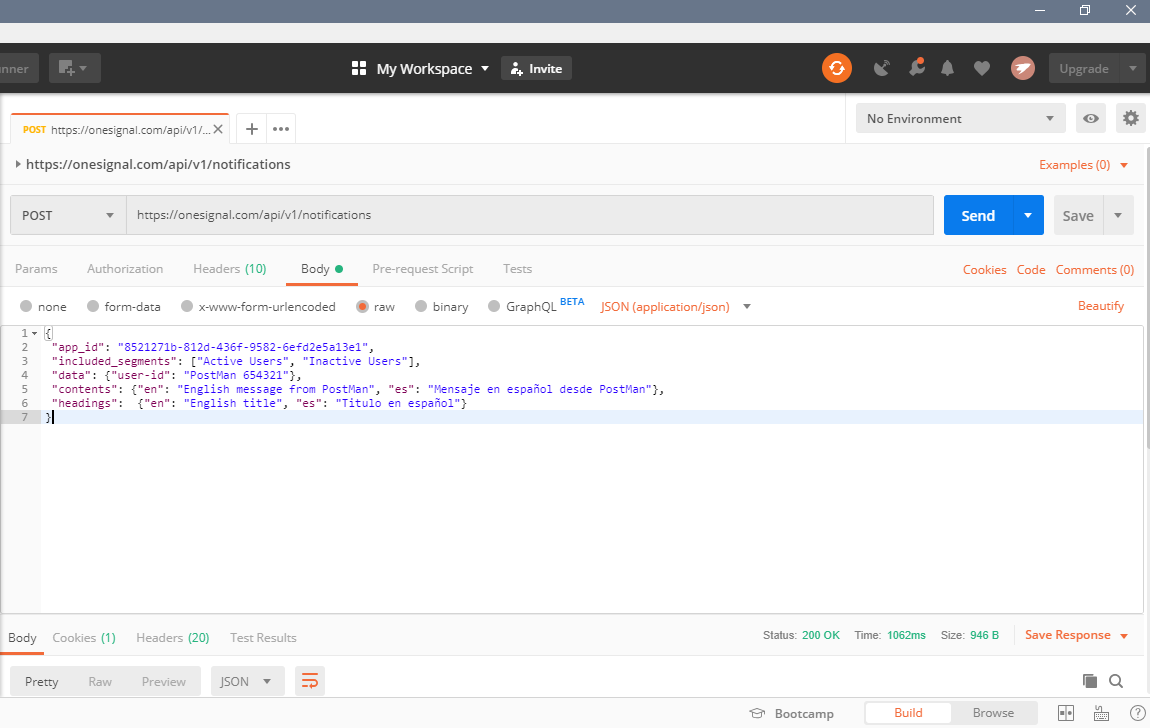 nner My Workspace Invite Upgrade
POST https://onesignal.com/api/v1/... No Environment
https://onesignal.com/api/v1/notifications Examples (0)
POST https://onesignal.com/api/v1/notifications Send Save
Params Authorization Headers (10) Body Pre-request Script Tests Cookies Code Comments (0)
none form-data x-www-form-urlencoded raw binary GraphQL BETA JSON (application/json) Beautify
1 {
2 "app_id": "8521271b-812d-436f-9582-6efd2e5a13e1",
3 "included_segments": ["Active Users", "Inactive Users"],
4 "data": {"user-id": "PostMan 654321"},
5 "contents": {"en": "English message from PostMan", "es": "Mensaje en español desde PostMan"},
6 "headings":  {"en": "English title", "es": "Titulo en español"}
7 }
Body Cookies (1) Headers (20) Test Results Status: 200 OK Time: 1062ms Size: 946 B Save Response
Pretty Raw Preview JSON
Bootcamp Build Browse ?